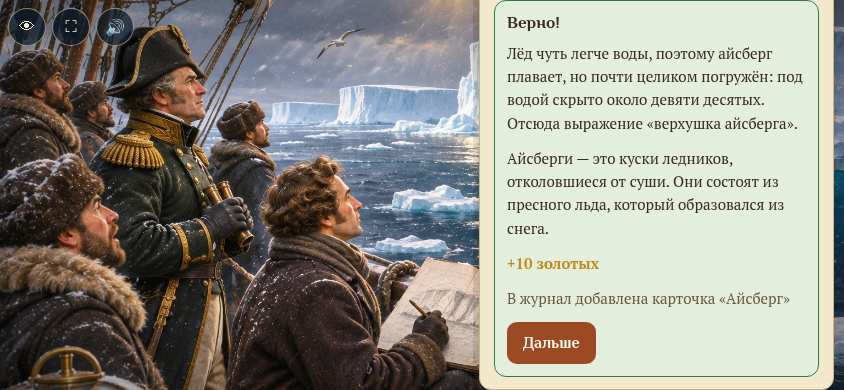 Верно!
Лёд чуть легче воды, поэтому айсберг
плавает, но почти целиком погружён: под
водой скрыто около девяти десятых.
Отсюда выражение «верхушка айсберга».
Айсберги — это куски ледников,
отколовшиеся от суши. Они состоят из
пресного льда, который образовался из
снега.
+10 золотых
В журнал добавлена карточка «Айсберг»
Дальше